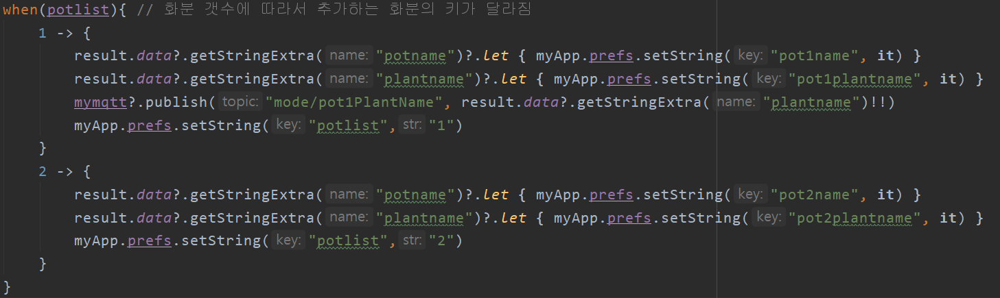 when(potlist){ // 화분 갯수에 따라서 추가하는 화분의 키가 달라짐
1 -> {
result.data?.getStringExtra( name: "potname")?.let { myApp.prefs.setString( key: "pot1name", it) }
result.data?.getStringExtra( name: "plantname")?.let { myApp.prefs.setString( key: "pot1plantname", it) }
mymqtt?.publish( topic: "mode/pot1PlantName", result.data?.getStringExtra( name: "plantname")!!)
myApp.prefs.setString( key: "potlist", str: "1")
}
2 -> {
result.data?.getStringExtra( name: "potname")?.let { myApp.prefs.setString( key: "pot2name", it) }
result.data?.getStringExtra( name: "plantname")?.let { myApp.prefs.setString( key: "pot2plantname", it) }
myApp.prefs.setString( key: "potlist", str: "2")
}
}